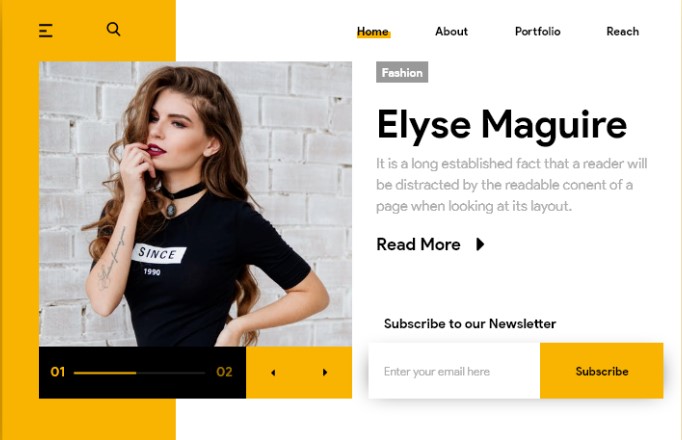 Home About Portfolio Reach
Fashion
Elyse Maguire
It is a long established fact that a reader will
be distracted by the readable conent of a
page when looking at its layout.
Read More
SINCE
1990
Subscribe to our Newsletter
01 02
Enter your email here
Subscribe